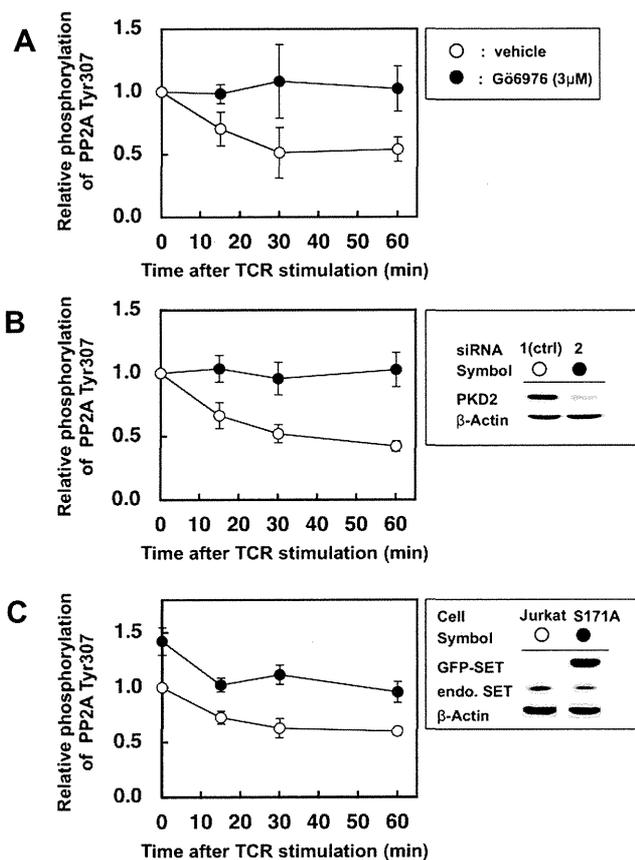 A
Relative phosphorylation
of PP2A Tyr307
1.5
1.0
0.5
0.0
0 10 20 30 40 50 60
Time after TCR stimulation (min)
○ : vehicle
● : Gö6976 (3μM)
B
Relative phosphorylation
of PP2A Tyr307
1.5
1.0
0.5
0.0
0 10 20 30 40 50 60
Time after TCR stimulation (min)
siRNA 1(ctrl) 2
Symbol ○ ●
PKD2
β-Actin
C
Relative phosphorylation
of PP2A Tyr307
1.5
1.0
0.5
0.0
0 10 20 30 40 50 60
Time after TCR stimulation (min)
Cell Jurkat S171A
Symbol ○ ●
GFP-SET
endo. SET
β-Actin